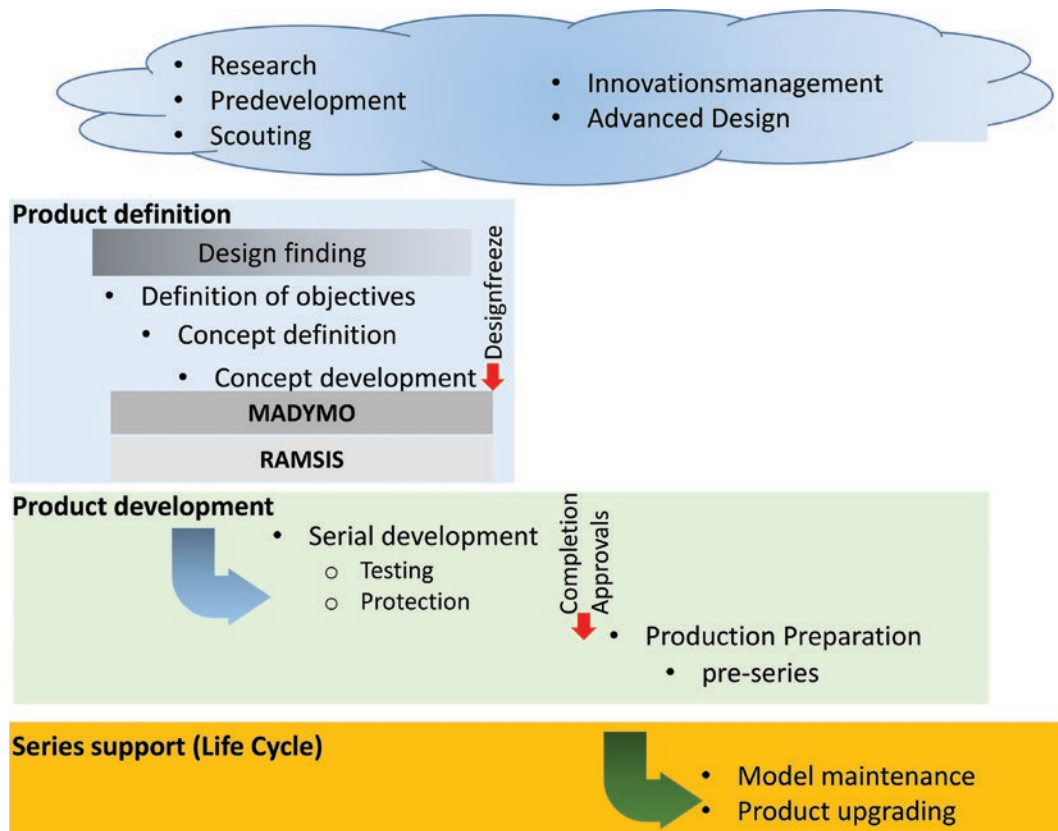 • Research
• Predevelopment
• Scouting
• Innovationsmanagement
• Advanced Design
Product definition
Design finding
• Definition of objectives
• Concept definition
• Concept development
Designfreeze
MADYMO
RAMSIS
Product development
• Serial development
o Testing
o Protection
Completion
Approvals
• Production Preparation
• pre-series
Series support (Life Cycle)
• Model maintenance
• Product upgrading